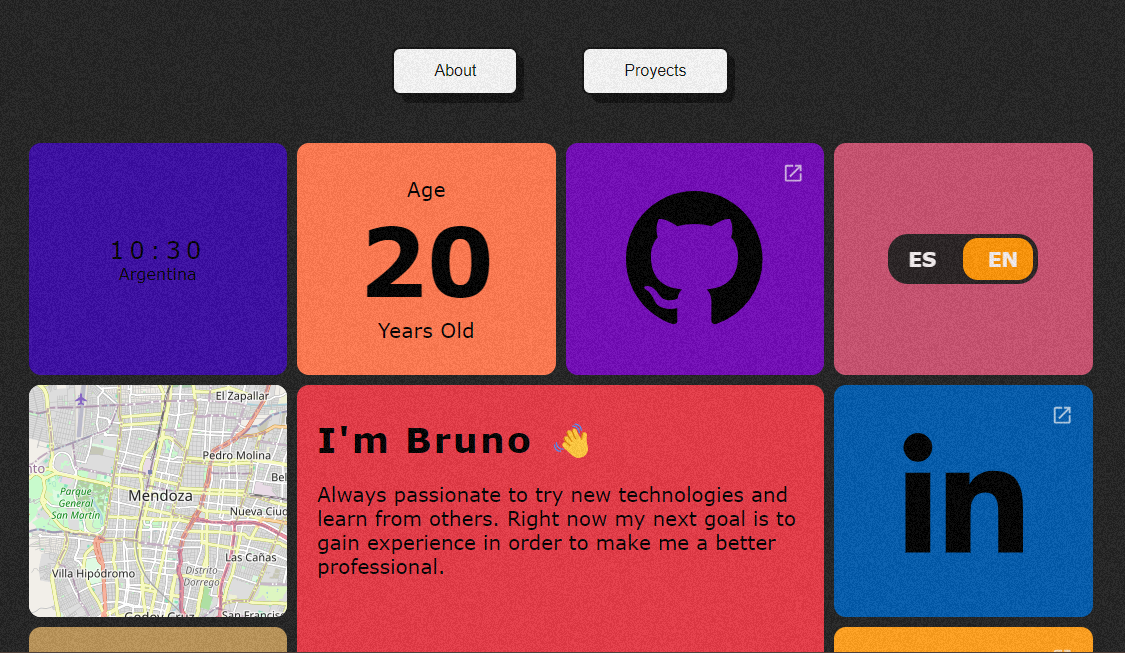 About
Proyects
10:30
Argentina
Age
20
Years Old
ES
EN
El Zapallar
Pedro Molina
Parque
General
San Martín
Mendoza
Nueva Ciud
Las Cañas
Villa Hipódromo
Distrito
Dorrego
Godoy Cruz
San Francisc
I'm Bruno 👋
Always passionate to try new technologies and
learn from others. Right now my next goal is to
gain experience in order to make me a better
professional.
in